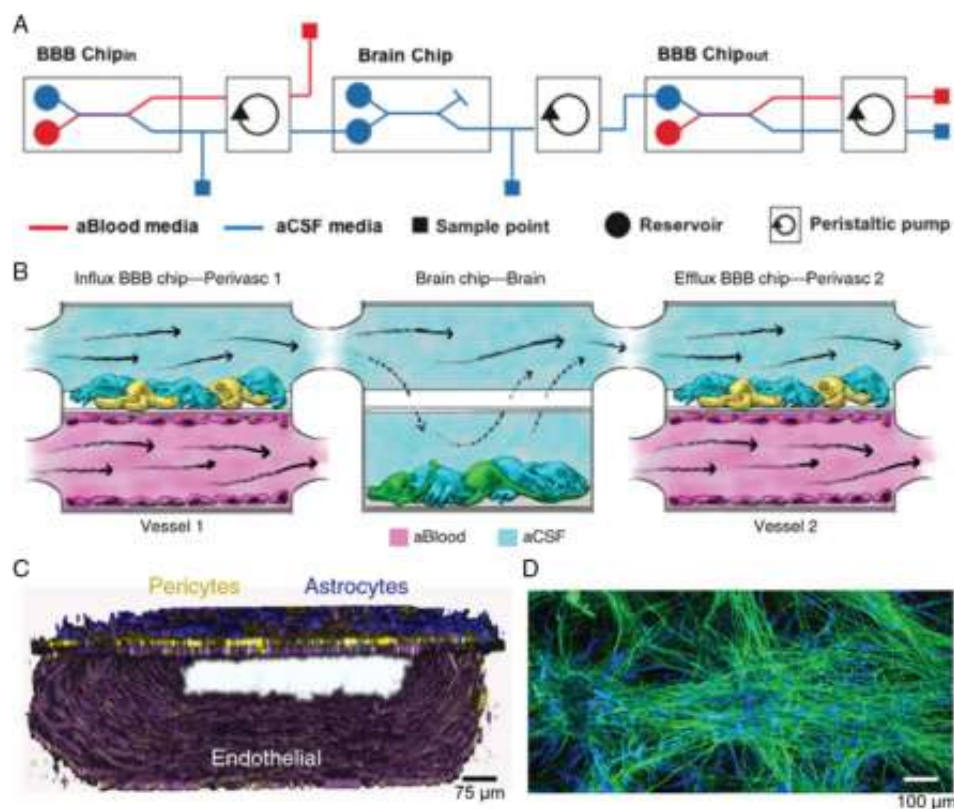 A
BBB Chipin
Brain Chip
BBB Chipout
aBlood media
aCSF media
Sample point
Reservoir
Peristaltic pump
B
Influx BBB chip—Perivasc 1
Brain chip—Brain
Efflux BBB chip—Perivasc 2
Vessel 1
aBlood
aCSF
Vessel 2
C
Pericytes
Astrocytes
D
Endothelial
75 µm
100 µm